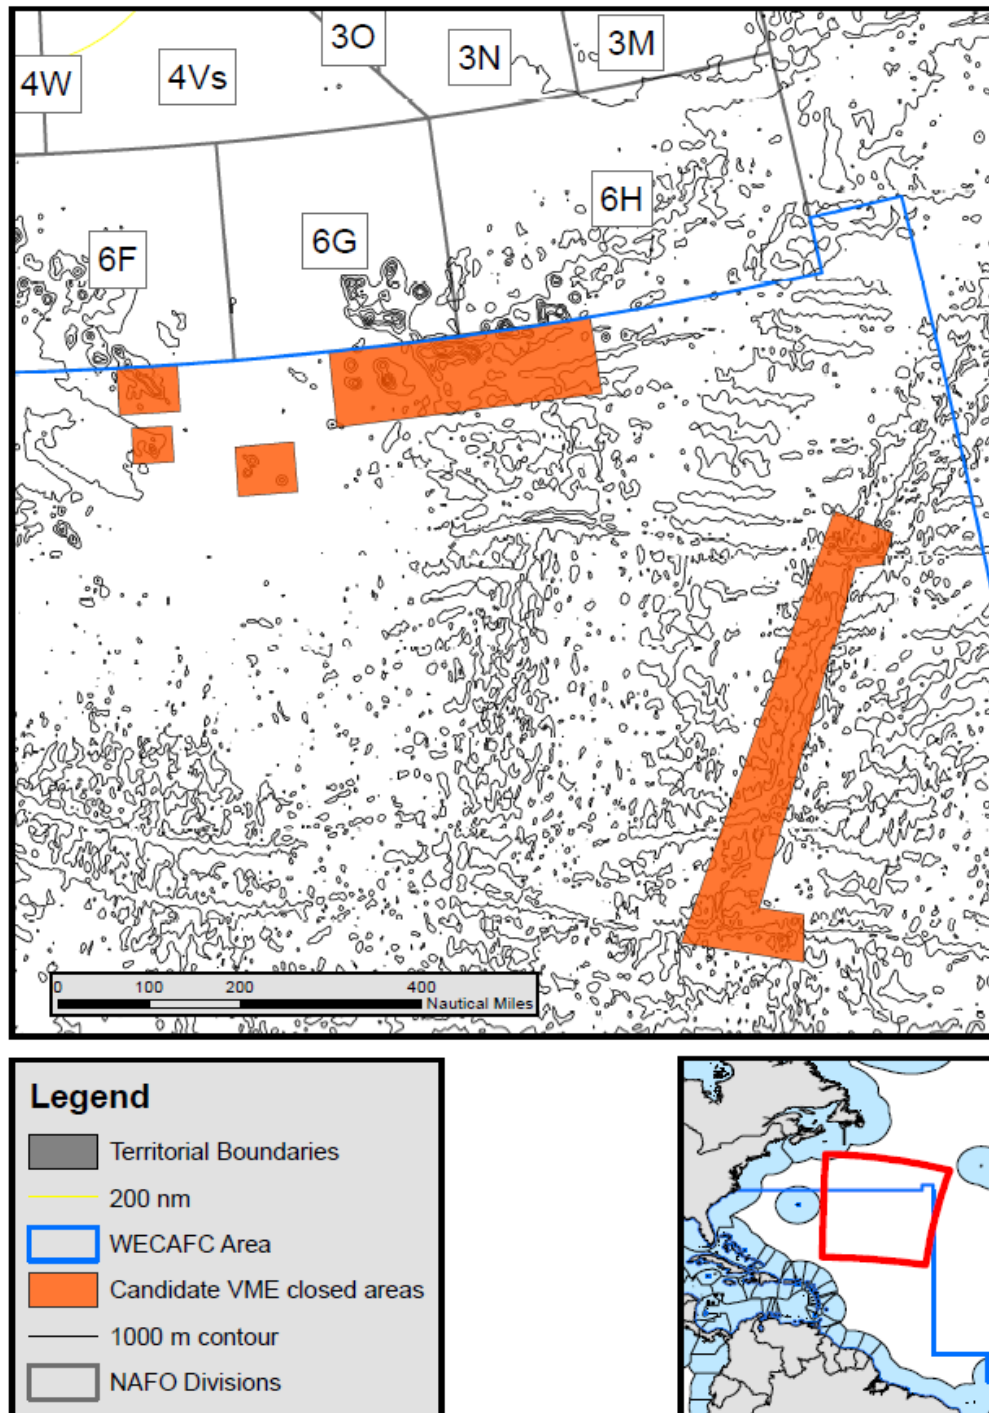 3O
3N
3M
4W
4Vs
6H
6G
6F
0 100 200 400
Nautical Miles
Legend
Territorial Boundaries
200 nm
WECAFC Area
Candidate VME closed areas
1000 m contour
NAFO Divisions